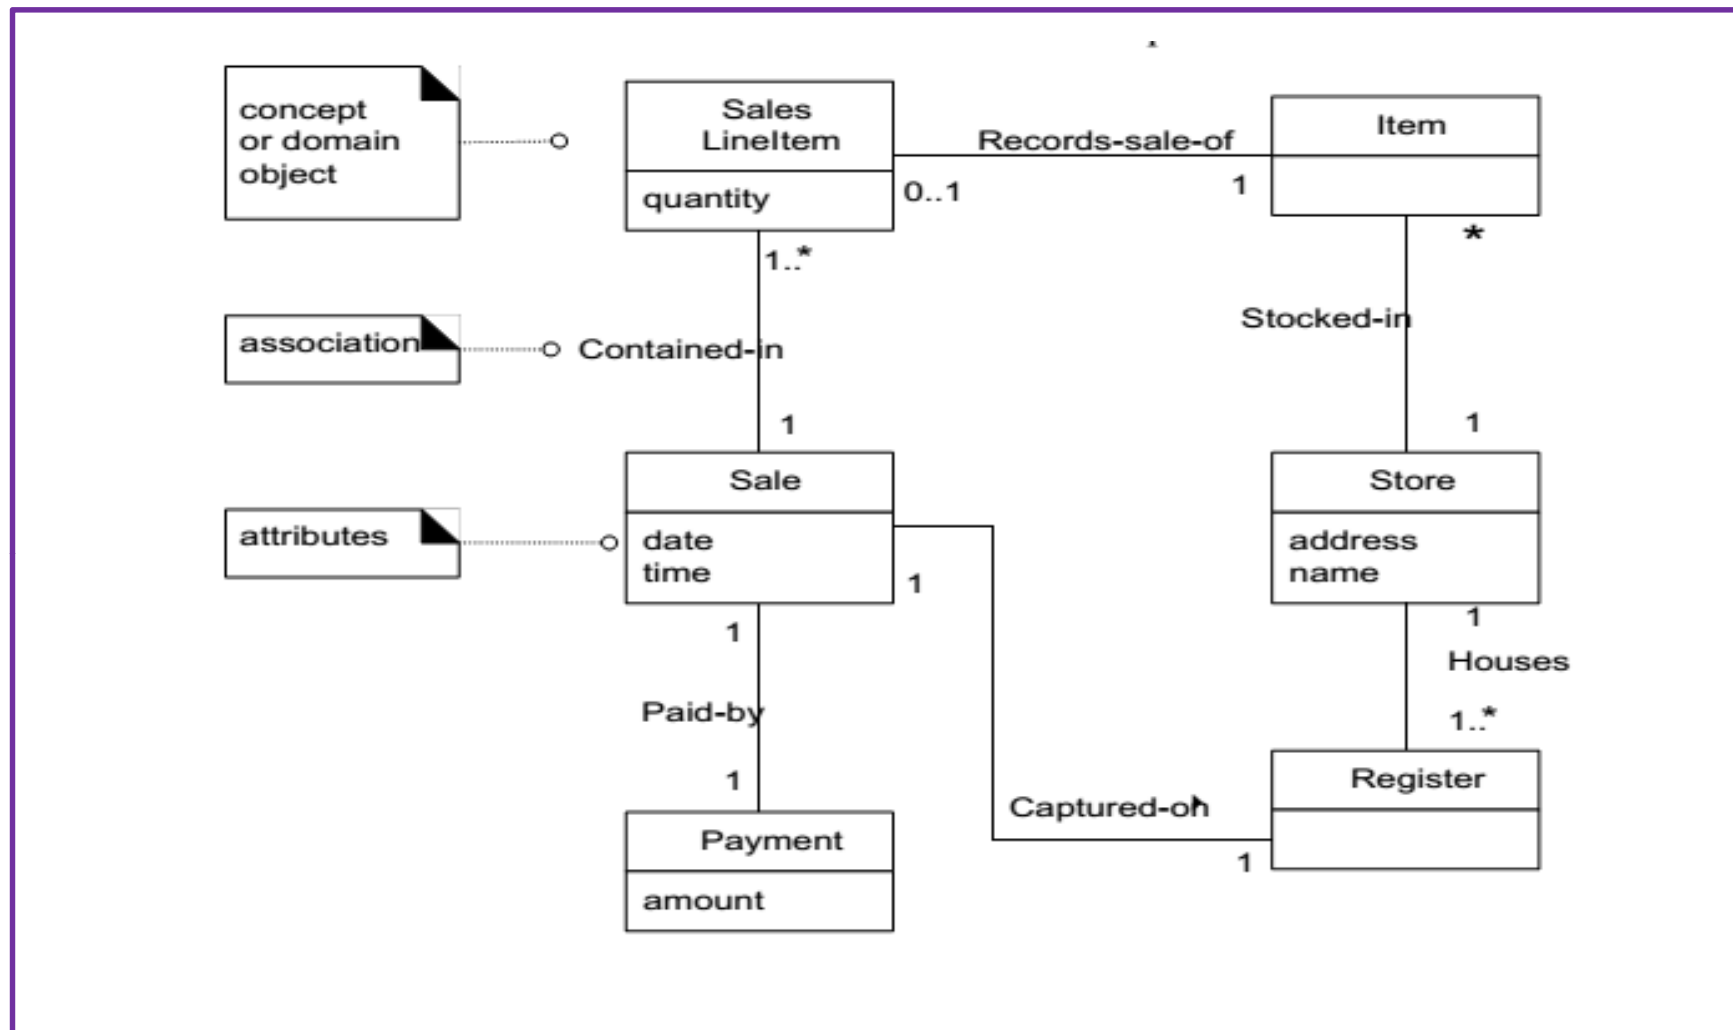 concept
or domain
object
Sales
LineItem
quantity
Records-sale-of
0..1
1
Item
*
1..*
Stocked-in
association
Contained-in
1
1
Sale
date
time
Store
address
name
attributes
1
1
1
Houses
Paid-by
1..*
1
Payment
amount
Captured-on
1
Register